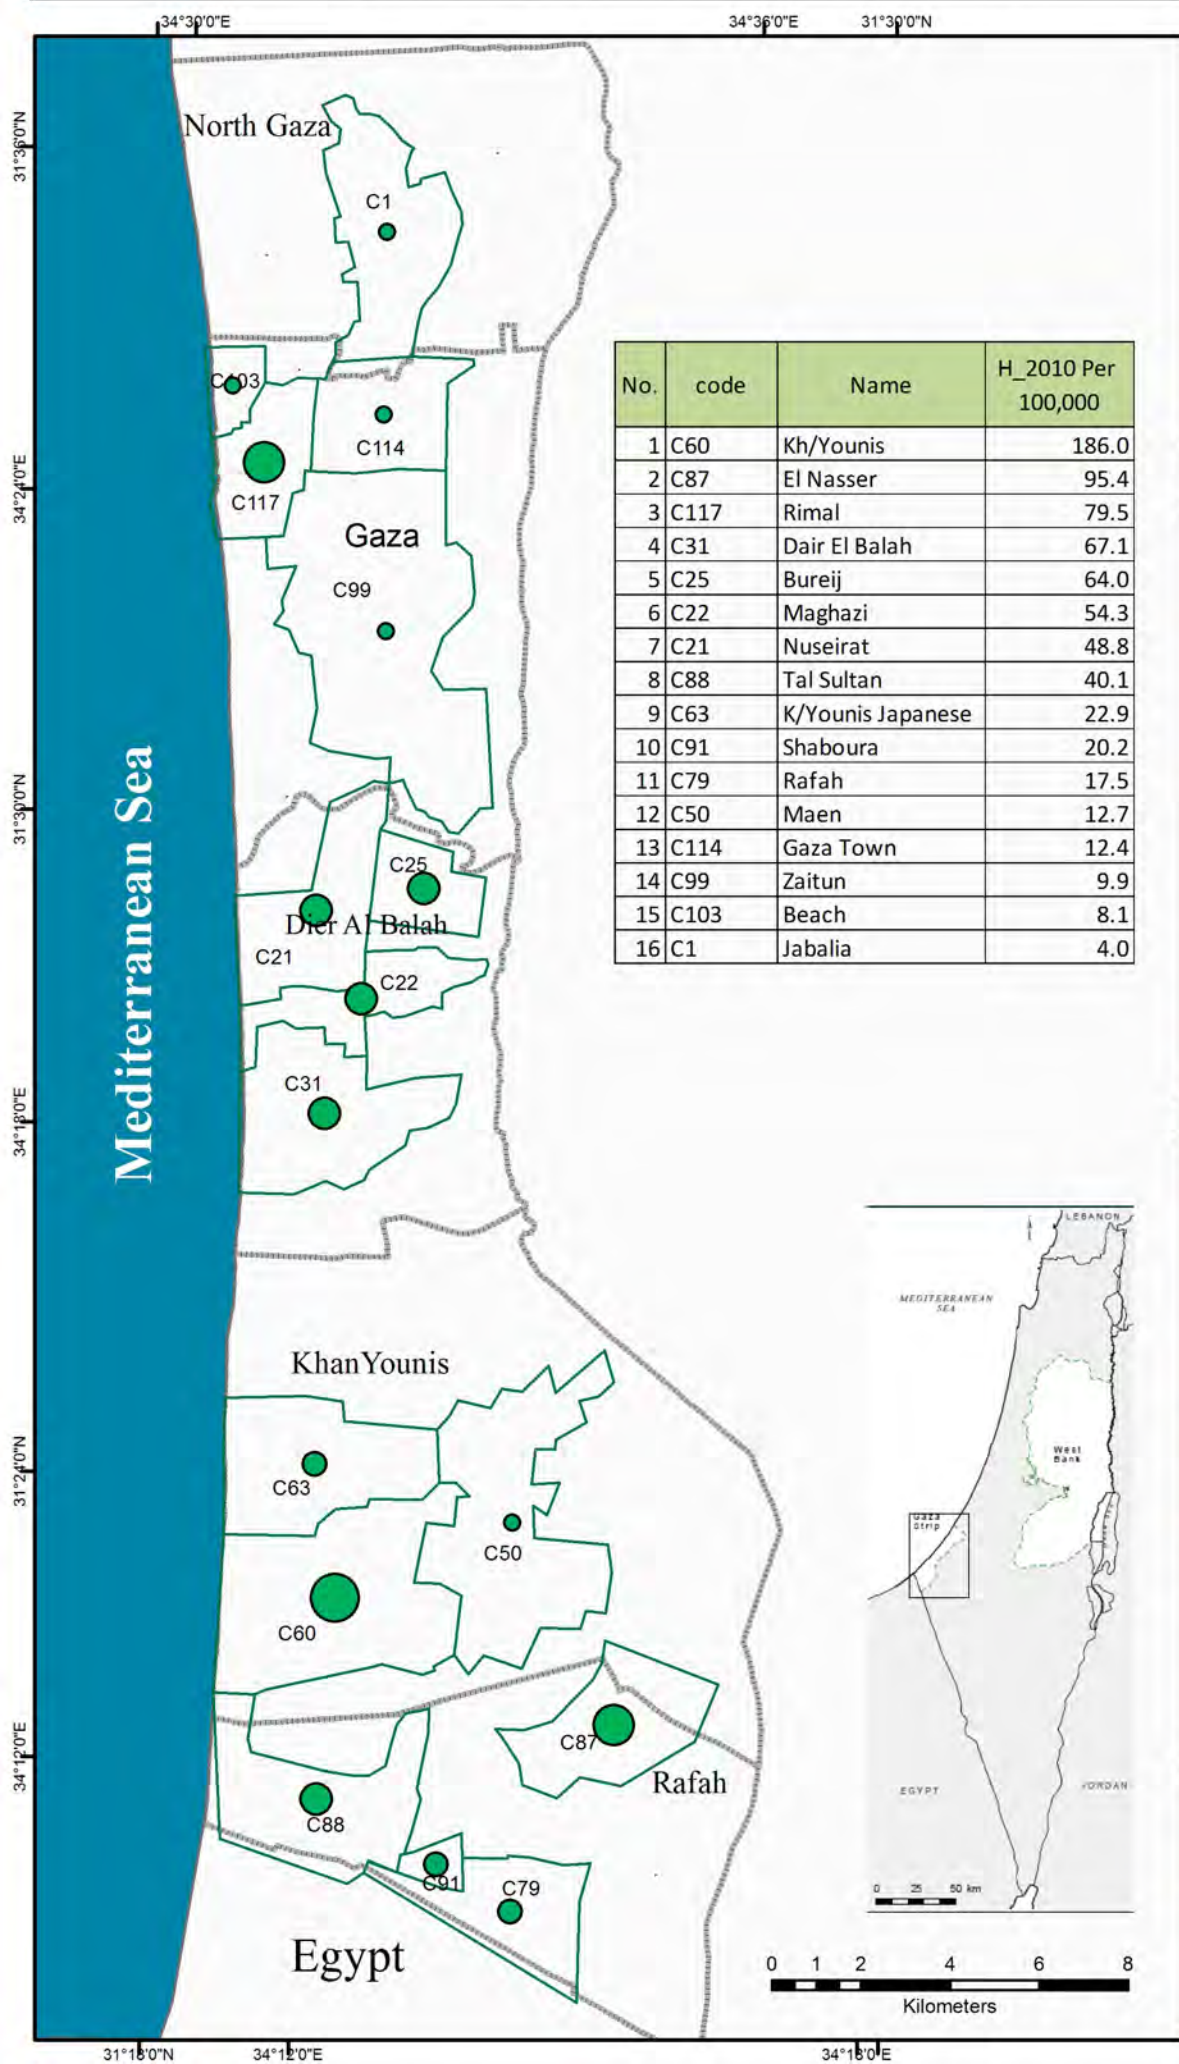 34°30'0"E
34°36'0"E
31°30'0"N
31°36'0"N
North Gaza
C1
C103
C114
34°24'0"E
C117
Gaza
C99
No. code Name H_2010 Per 100,000
1 C60 Kh/Younis 186.0
2 C87 El Nasser 95.4
3 C117 Rimal 79.5
4 C31 Dair El Balah 67.1
5 C25 Bureij 64.0
6 C22 Maghazi 54.3
7 C21 Nuseirat 48.8
8 C88 Tal Sultan 40.1
9 C63 K/Younis Japanese 22.9
10 C91 Shaboura 20.2
11 C79 Rafah 17.5
12 C50 Maen 12.7
13 C114 Gaza Town 12.4
14 C99 Zaitun 9.9
15 C103 Beach 8.1
16 C1 Jabalia 4.0
Mediterranean Sea
31°30'0"N
C25
Dier Al Balah
C21
C22
C31
34°18'0"E
LEBANON
MEDITERRANEAN
SEA
West
Bank
Gaza
Strip
EGYPT
JORDAN
0 25 50 km
KhanYounis
31°24'0"N
C63
C50
C60
34°12'0"E
C87
Rafah
C88
C91
C79
Egypt
0 1 2 4 6 8
Kilometers
31°18'0"N
34°12'0"E
34°18'0"E